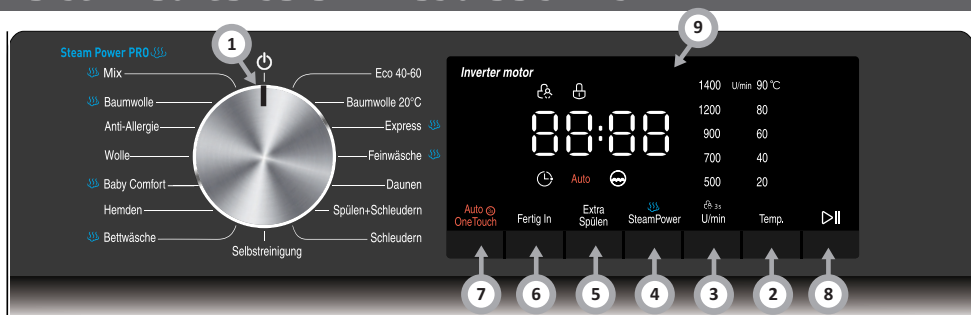 Steam Power PRO
Mix
Baumwolle
Anti-Allergie
Wolle
Baby Comfort
Hemden
Bettwäsche
Selbstreinigung
Eco 40-60
Baumwolle 20°C
Express
Feinwäsche
Daunen
Spülen+Schleudern
Schleudern
1
9
Inverter motor
88:88
Auto
1400 U/min 90 °C
1200 80
900 60
700 40
500 20
Auto
OneTouch
Fertig In
Extra
Spülen
SteamPower
3s
U/min
Temp.
7 6 5 4 3 2 8